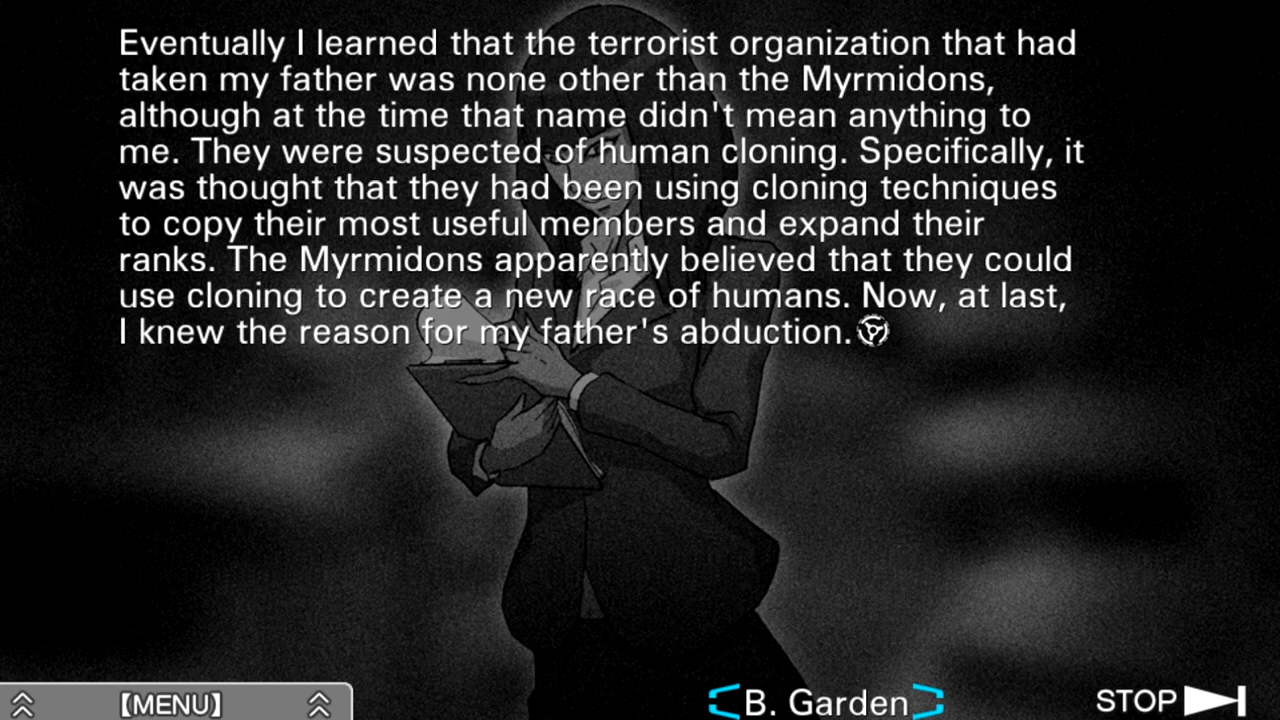 Eventually I learned that the terrorist organization that had
taken my father was none other than the Myrmidons,
although at the time that name didn't mean anything to
me. They were suspected of human cloning. Specifically, it
was thought that they had been using cloning techniques
to copy their most useful members and expand their
ranks. The Myrmidons apparently believed that they could
use cloning to create a new race of humans. Now, at last,
I knew the reason for my father's abduction.
【MENU】
B. Garden
STOP